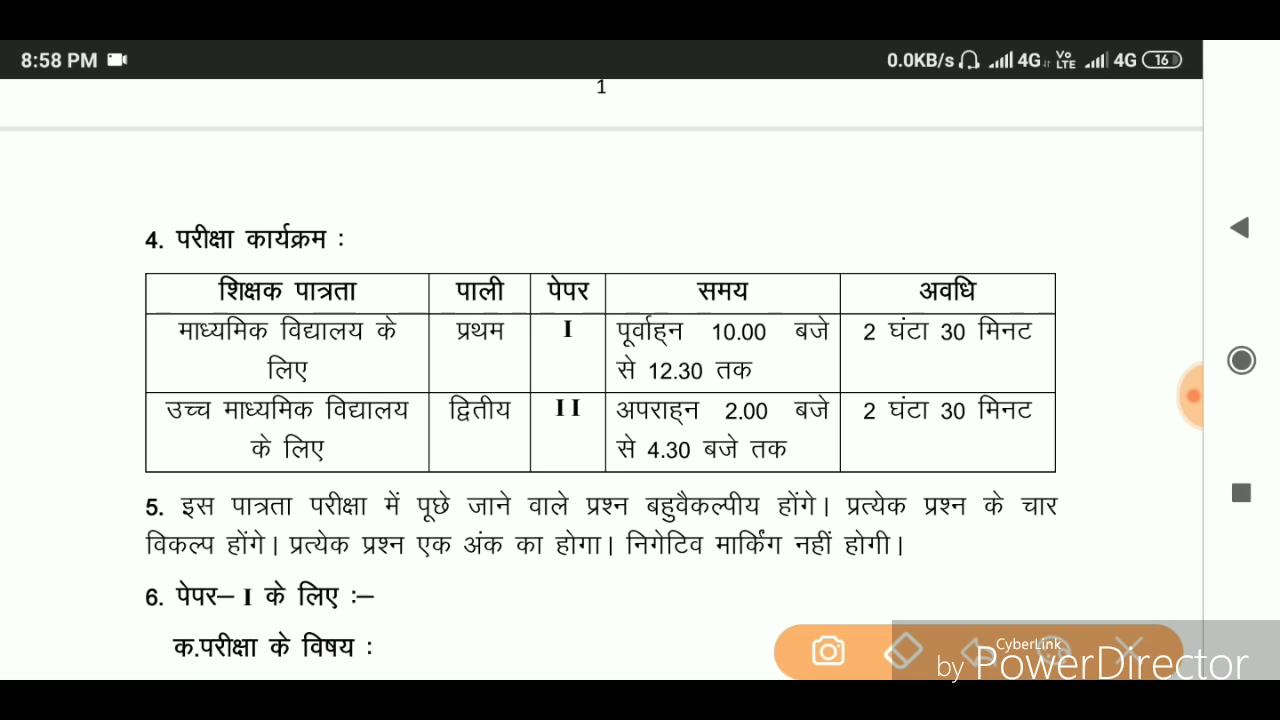 8:58 PM 0.0KB/s 4G Vo LTE 4G 16
1
4. परीक्षा कार्यक्रम :
शिक्षक पात्रता पाली पेपर समय अवधि
माध्यमिक विद्यालय के प्रथम I पूर्वाह्न 10.00 बजे 2 घंटा 30 मिनट
लिए से 12.30 तक
उच्च माध्यमिक विद्यालय द्वितीय II अपराह्न 2.00 बजे 2 घंटा 30 मिनट
के लिए से 4.30 बजे तक
5. इस पात्रता परीक्षा में पूछे जाने वाले प्रश्न बहुवैकल्पीय होंगे। प्रत्येक प्रश्न के चार
विकल्प होंगे। प्रत्येक प्रश्न एक अंक का होगा। निगेटिव मार्किंग नहीं होगी।
6. पेपर– I के लिए :–
क.परीक्षा के विषय :
CyberLink
by PowerDirector